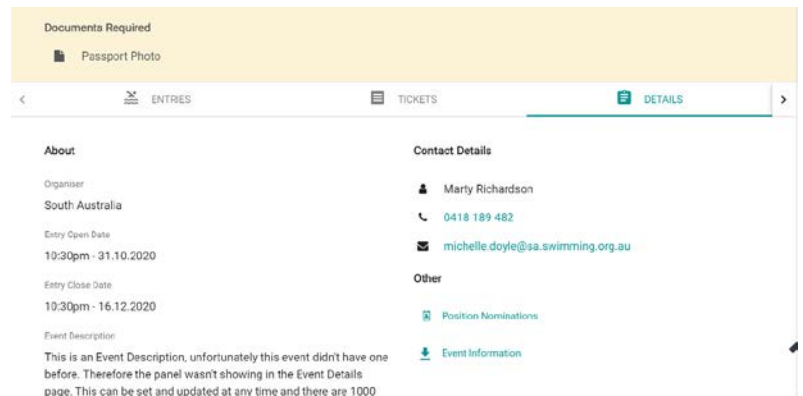 Documents Required
Passport Photo
ENTRIES
TICKETS
DETAILS
About
Organiser
South Australia
Entry Open Date
10:30pm - 31.10.2020
Entry Close Date
10:30pm - 16.12.2020
Event Description
This is an Event Description, unfortunately this event didn't have one
before. Therefore the panel wasn't showing in the Event Details
page. This can be set and updated at any time and there are 1000
Contact Details
Marty Richardson
0418 189 482
michelle.doyle@sa.swimming.org.au
Other
Position Nominations
Event Information